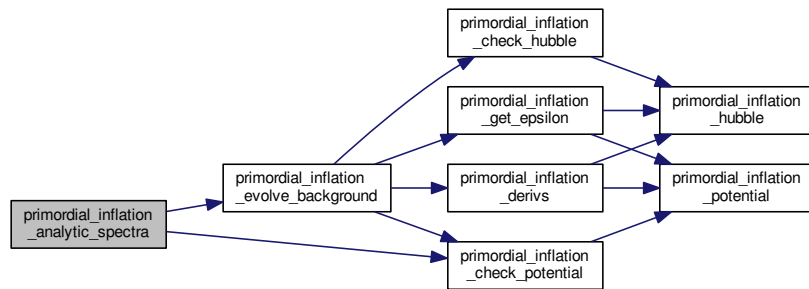 primordial_inflation
_analytic_spectra
primordial_inflation
_evolve_background
primordial_inflation
_check_hubble
primordial_inflation
_get_epsilon
primordial_inflation
_derivs
primordial_inflation
_check_potential
primordial_inflation
_hubble
primordial_inflation
_potential